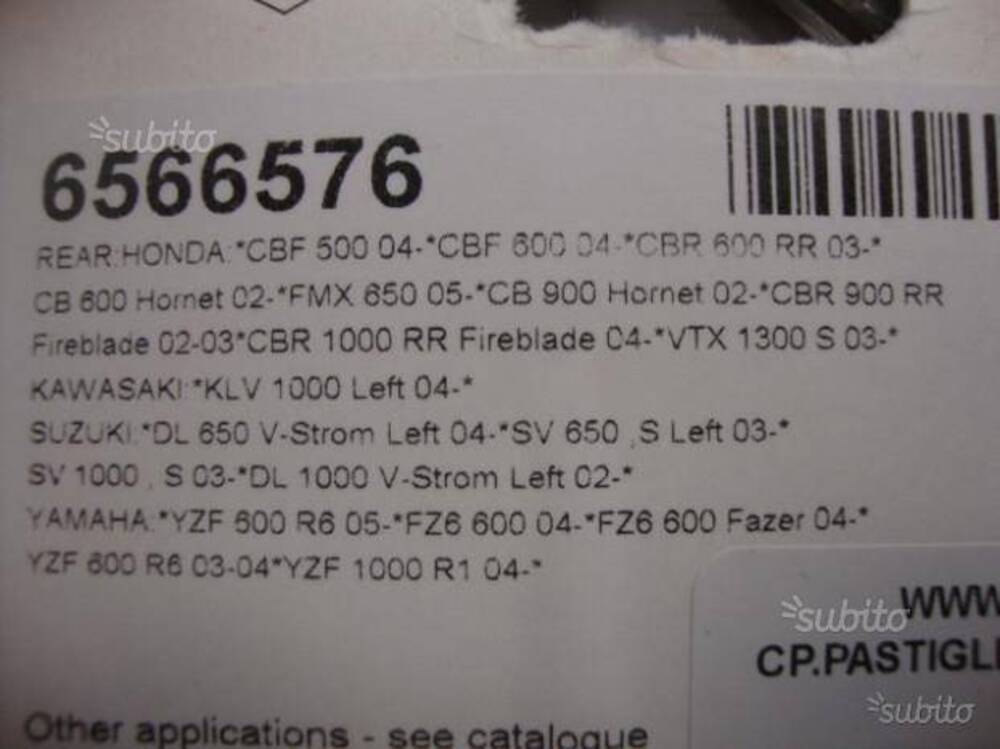 subito
6566576
REAR:HONDA:*CBF 500 04-*CBF 600 04-*CBR 600 RR 03-*
CB 600 Hornet 02-*FMX 650 05-*CB 900 Hornet 02-*CBR 900 RR
Fireblade 02-03*CBR 1000 RR Fireblade 04-*VTX 1300 S 03-*
KAWASAKI:*KLV 1000 Left 04-*
SUZUKI:*DL 650 V-Strom Left 04-*SV 650 ,S Left 03-*
SV 1000 , S 03-*DL 1000 V-Strom Left 02-*
YAMAHA:*YZF 600 R6 05-*FZ6 600 04-*FZ6 600 Fazer 04-*
YZF 600 R6 03-04*YZF 1000 R1 04-*
subito
WWW
CP.PASTIGLI
subito
Other applications - see catalogue